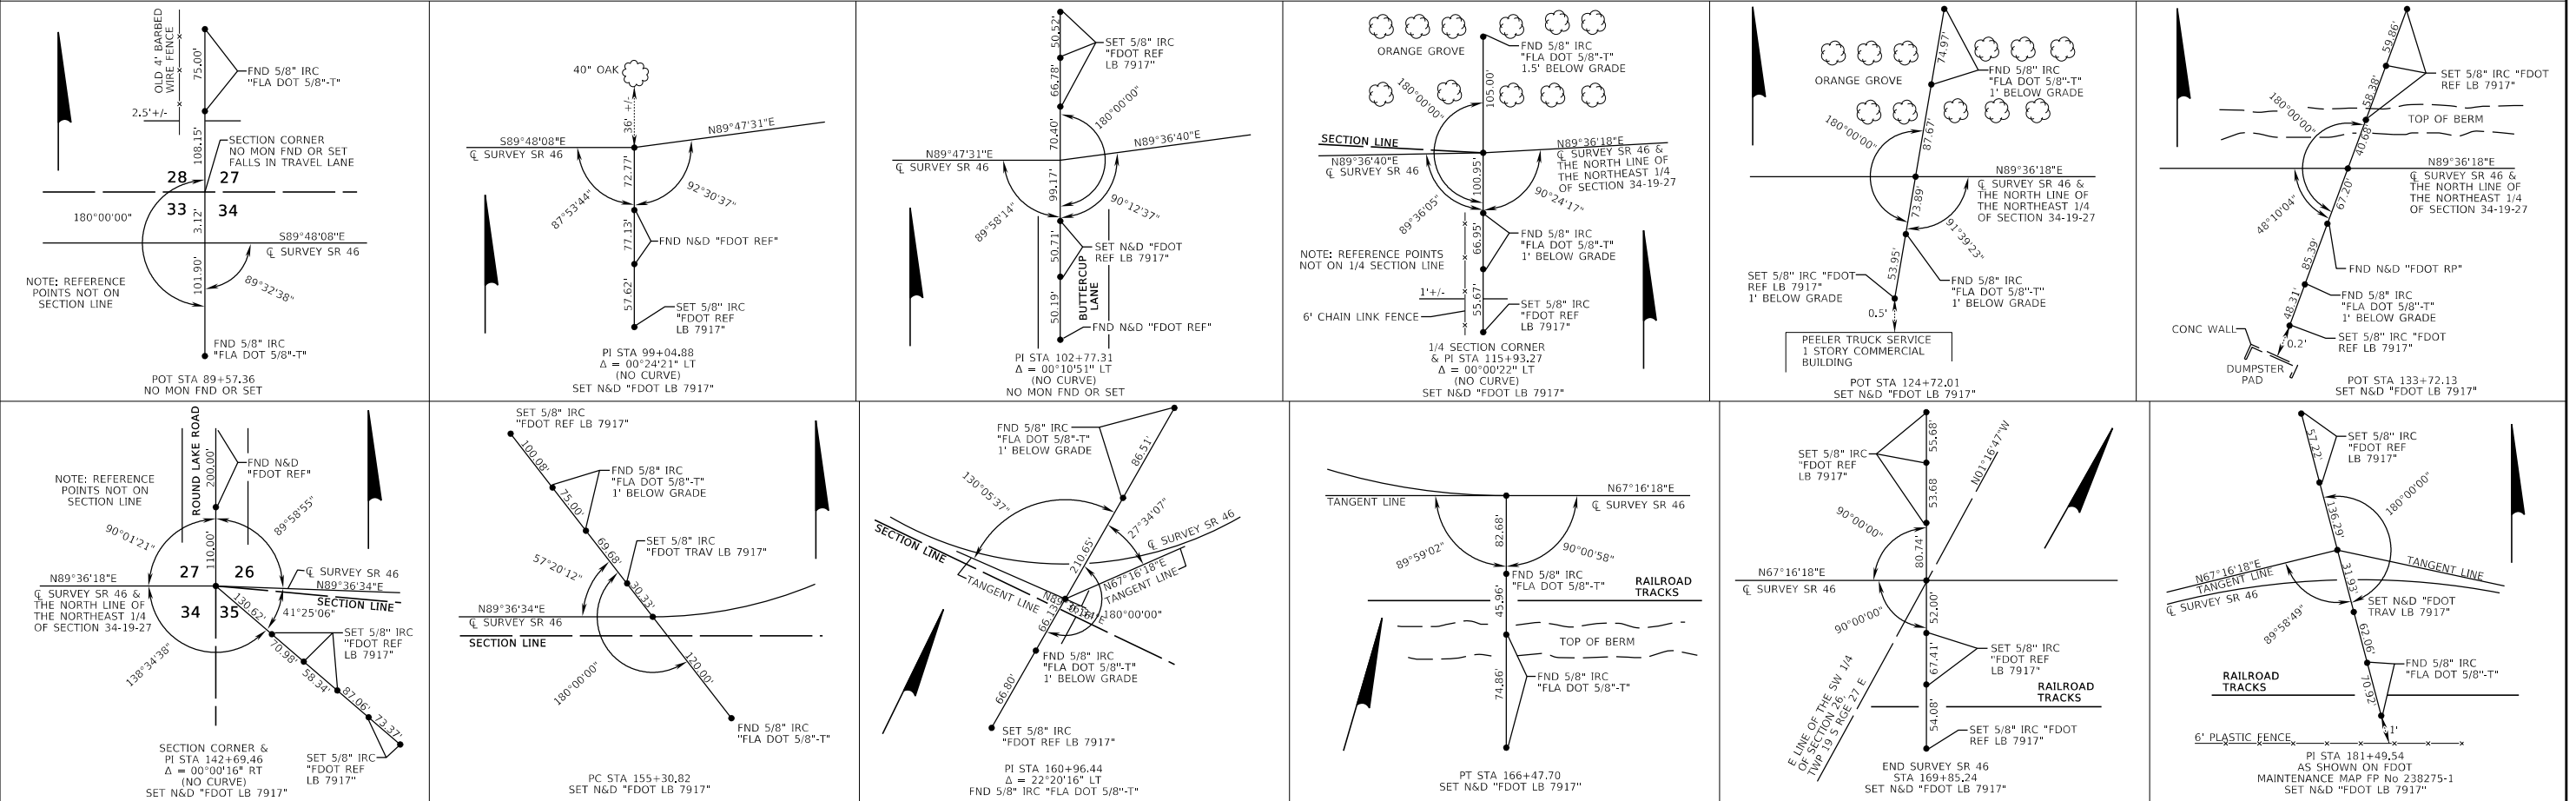 OLD 4' BARBED
WIRE FENCE
75.00'
FND 5/8" IRC
"FLA DOT 5/8"-T"
2.5'+/-
108.15'
SECTION CORNER
NO MON FND OR SET
FALLS IN TRAVEL LANE
28 27
33 34
180°00'00"
3.12'
S89°48'08"E
℄ SURVEY SR 46
NOTE: REFERENCE
POINTS NOT ON
SECTION LINE
101.90'
89°32'38"
FND 5/8" IRC
"FLA DOT 5/8"-T"
POT STA 89+57.36
NO MON FND OR SET
40" OAK
36' +/-
S89°48'08"E
℄ SURVEY SR 46
N89°47'31"E
72.77'
87°53'44"
92°30'37"
77.13'
FND N&D "FDOT REF"
57.62'
SET 5/8" IRC
"FDOT REF
LB 7917"
PI STA 99+04.88
Δ = 00°24'21" LT
(NO CURVE)
SET N&D "FDOT LB 7917"
50.52'
SET 5/8" IRC
"FDOT REF
LB 7917"
66.78'
180°00'00"
70.40'
N89°47'31"E
℄ SURVEY SR 46
N89°36'40"E
99.17'
89°58'14"
90°12'37"
50.71'
SET N&D "FDOT
REF LB 7917"
BUTTERCUP
LANE
50.19'
FND N&D "FDOT REF"
PI STA 102+77.31
Δ = 00°10'51" LT
(NO CURVE)
NO MON FND OR SET
ORANGE GROVE
FND 5/8" IRC
"FLA DOT 5/8"-T
1.5' BELOW GRADE
180°00'00"
105.00'
SECTION LINE
N89°36'40"E
℄ SURVEY SR 46
N89°36'18"E
℄ SURVEY SR 46 &
THE NORTH LINE OF
THE NORTHEAST 1/4
OF SECTION 34-19-27
100.95'
89°36'05"
90°24'17"
NOTE: REFERENCE POINTS
NOT ON 1/4 SECTION LINE
66.95'
FND 5/8" IRC
"FLA DOT 5/8"-T
1' BELOW GRADE
1'+/-
6' CHAIN LINK FENCE
55.67'
SET 5/8" IRC
"FDOT REF
LB 7917"
1/4 SECTION CORNER
& PI STA 115+93.27
Δ = 00°00'22" LT
(NO CURVE)
SET N&D "FDOT LB 7917"
74.97'
ORANGE GROVE
FND 5/8" IRC
"FLA DOT 5/8"-T"
1' BELOW GRADE
180°00'00"
87.67'
N89°36'18"E
℄ SURVEY SR 46 &
THE NORTH LINE OF
THE NORTHEAST 1/4
OF SECTION 34-19-27
73.89'
91°39'23"
SET 5/8" IRC "FDOT
REF LB 7917"
1' BELOW GRADE
53.95'
FND 5/8" IRC
"FLA DOT 5/8"-T"
1' BELOW GRADE
0.5'
PEELER TRUCK SERVICE
1 STORY COMMERCIAL
BUILDING
POT STA 124+72.01
SET N&D "FDOT LB 7917"
59.86'
SET 5/8" IRC "FDOT
REF LB 7917"
58.38'
180°00'00"
TOP OF BERM
40.68'
N89°36'18"E
℄ SURVEY SR 46 &
THE NORTH LINE OF
THE NORTHEAST 1/4
OF SECTION 34-19-27
67.20'
48°10'04"
85.39'
FND N&D "FDOT RP"
FND 5/8" IRC
"FLA DOT 5/8"-T"
1' BELOW GRADE
48.31'
CONC WALL
0.2'
SET 5/8" IRC "FDOT
REF LB 7917"
DUMPSTER
PAD
POT STA 133+72.13
SET N&D "FDOT LB 7917"
ROUND LAKE ROAD
200.00'
FND N&D
"FDOT REF"
NOTE: REFERENCE
POINTS NOT ON
SECTION LINE
90°01'21"
89°58'55"
110.00'
27 26
34 35
N89°36'18"E
℄ SURVEY SR 46 &
THE NORTH LINE OF
THE NORTHEAST 1/4
OF SECTION 34-19-27
℄ SURVEY SR 46
N89°36'34"E
SECTION LINE
130.62'
41°25'06"
138°34'38"
SET 5/8" IRC
"FDOT REF
LB 7917"
70.98'
58.34'
87.06'
73.37'
SET 5/8" IRC
"FDOT REF
LB 7917"
SECTION CORNER &
PI STA 142+69.46
Δ = 00°00'16" RT
(NO CURVE)
SET N&D "FDOT LB 7917"
SET 5/8" IRC
"FDOT REF LB 7917"
100.08'
FND 5/8" IRC
"FLA DOT 5/8"-T
1' BELOW GRADE
75.00'
69.68'
SET 5/8" IRC
"FDOT TRAV LB 7917"
57°20'12"
30.33'
N89°36'34"E
℄ SURVEY SR 46
SECTION LINE
120.00'
180°00'00"
FND 5/8" IRC
"FLA DOT 5/8"-T
PC STA 155+30.82
SET N&D "FDOT LB 7917"
FND 5/8" IRC
"FLA DOT 5/8"-T
1' BELOW GRADE
86.51'
130°05'37"
27°34'07"
℄ SURVEY SR 46
SECTION LINE
210.65'
N67°16'18"E
TANGENT LINE
TANGENT LINE
66.13'
180°00'00"
FND 5/8" IRC
"FLA DOT 5/8"-T
1' BELOW GRADE
66.80'
SET 5/8" IRC
"FDOT REF LB 7917"
PI STA 160+96.44
Δ = 22°20'16" LT
FND 5/8" IRC "FLA DOT 5/8"-T
TANGENT LINE
N67°16'18"E
℄ SURVEY SR 46
82.68'
89°59'02"
90°00'58"
FND 5/8" IRC
"FLA DOT 5/8"-T
RAILROAD
TRACKS
45.96'
TOP OF BERM
74.86'
FND 5/8" IRC
"FLA DOT 5/8"-T
PT STA 166+47.70
SET N&D "FDOT LB 7917"
55.68'
SET 5/8" IRC
"FDOT REF
LB 7917"
53.68
N01°16'47"W
90°00'00"
80.74'
N67°16'18"E
℄ SURVEY SR 46
52.00'
90°00'00"
SET 5/8" IRC
"FDOT REF
LB 7917"
67.41'
E LINE OF THE SW 1/4
OF SECTION 26,
TWP 19 S RGE 27 E
RAILROAD
TRACKS
54.08'
SET 5/8" IRC "FDOT
REF LB 7917"
END SURVEY SR 46
STA 169+85.24
SET N&D "FDOT LB 7917"
57.22'
SET 5/8" IRC
"FDOT REF
LB 7917"
180°00'00"
136.29'
N67°16'18"E
TANGENT LINE
℄ SURVEY SR 46
TANGENT LINE
31.93'
SET N&D "FDOT
TRAV LB 7917"
89°58'49"
62.06'
FND 5/8" IRC
"FLA DOT 5/8"-T
RAILROAD
TRACKS
70.92'
6' PLASTIC FENCE
1'
PI STA 181+49.54
AS SHOWN ON FDOT
MAINTENANCE MAP FP No 238275-1
SET N&D "FDOT LB 7917"